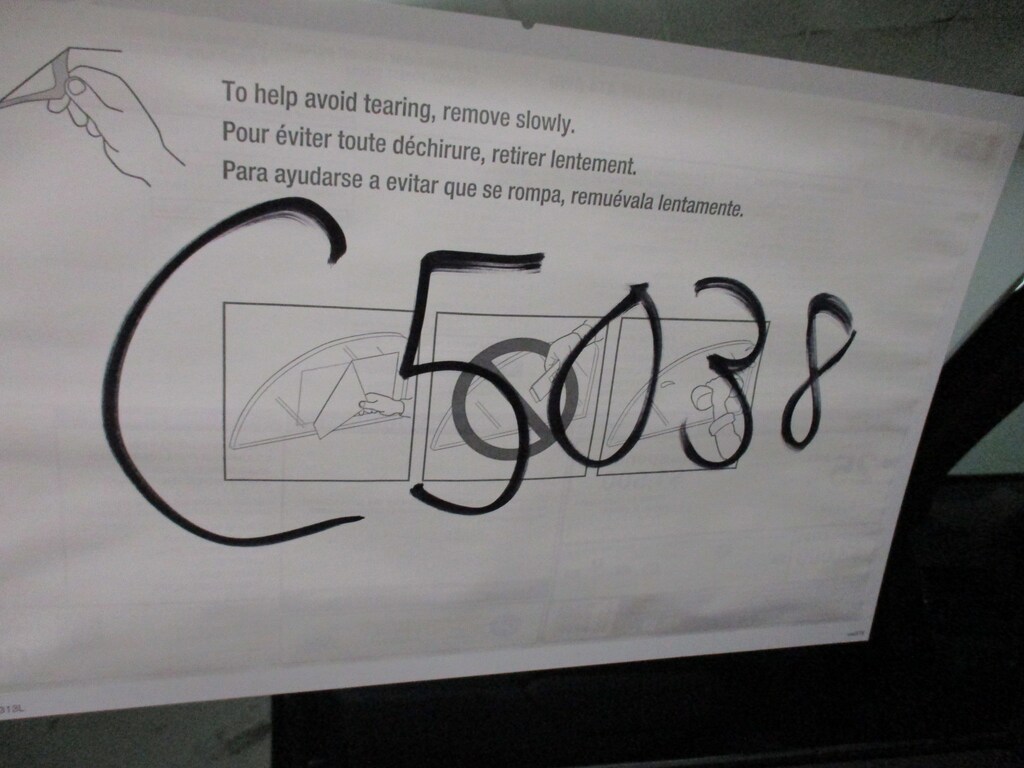 To help avoid tearing, remove slowly.
Pour éviter toute déchirure, retirer lentement.
Para ayudarse a evitar que se rompa, remuévala lentamente.
C5038
313L